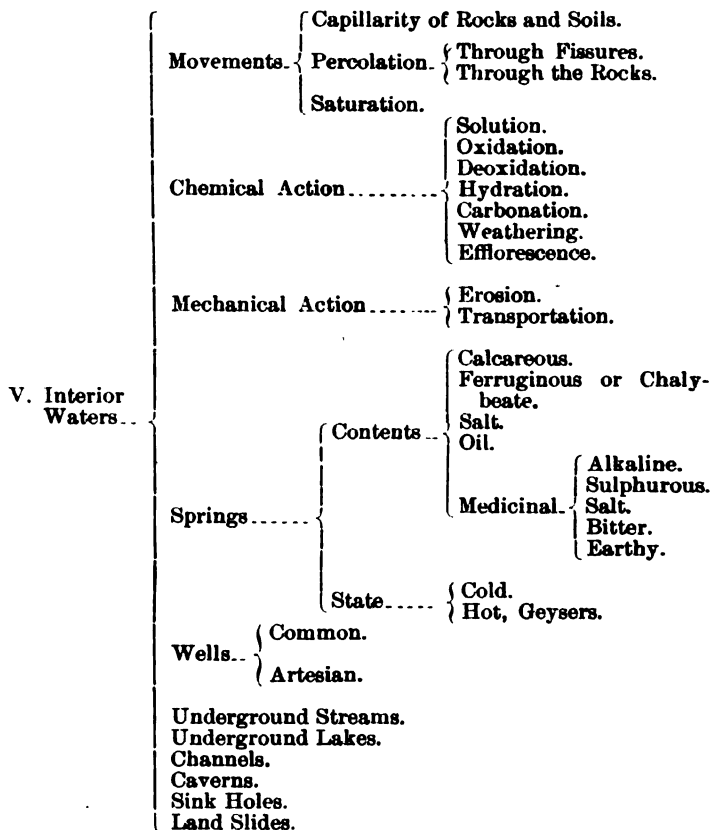 Capillarity of Rocks and Soils.
Movements
Percolation
Through Fissures.
Through the Rocks.
Saturation.
Chemical Action
Solution.
Oxidation.
Deoxidation.
Hydration.
Carbonation.
Weathering.
Efflorescence.
Mechanical Action
Erosion.
Transportation.
V. Interior
Waters
Springs
Contents
Calcareous.
Ferruginous or Chaly-
beate.
Salt.
Oil.
Medicinal
Alkaline.
Sulphurous.
Salt.
Bitter.
Earthy.
State
Cold.
Hot, Geysers.
Wells
Common.
Artesian.
Underground Streams.
Underground Lakes.
Channels.
Caverns.
Sink Holes.
Land Slides.